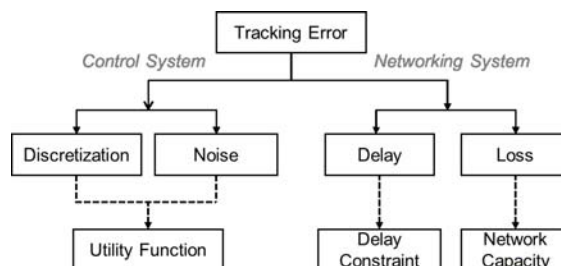 Tracking Error
Control System
Networking System
Discretization
Noise
Delay
Loss
Utility Function
Delay
Constraint
Network
Capacity